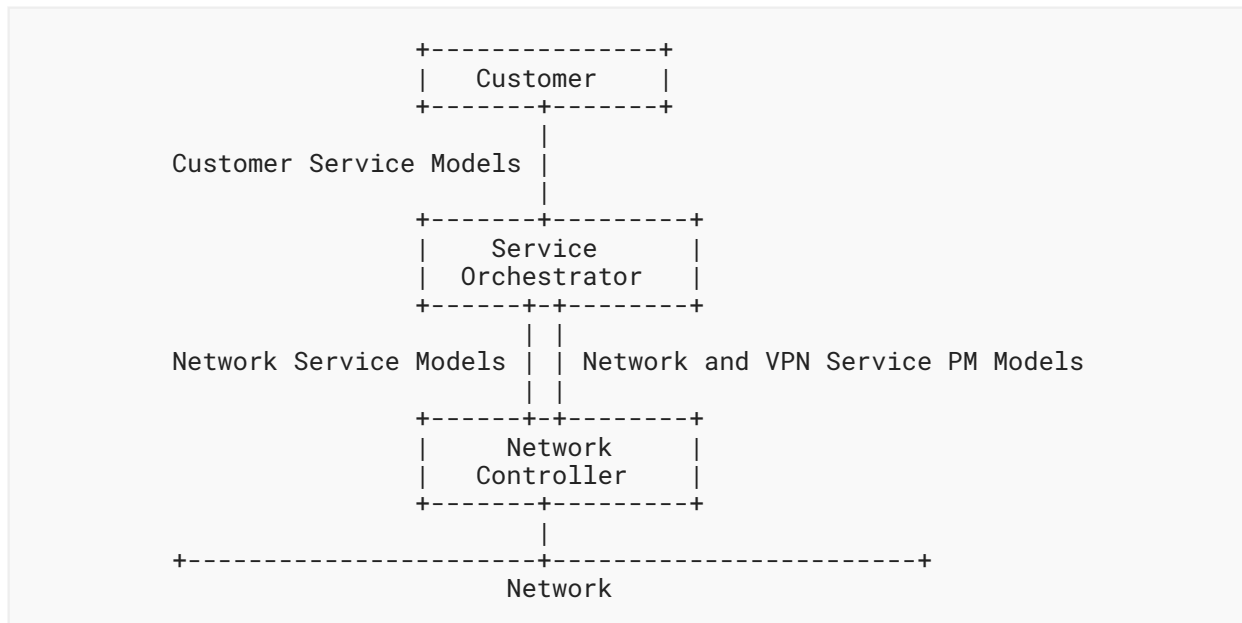 Customer
Customer Service Models
Service
Orchestrator
Network Service Models
Network and VPN Service PM Models
Network
Controller
Network